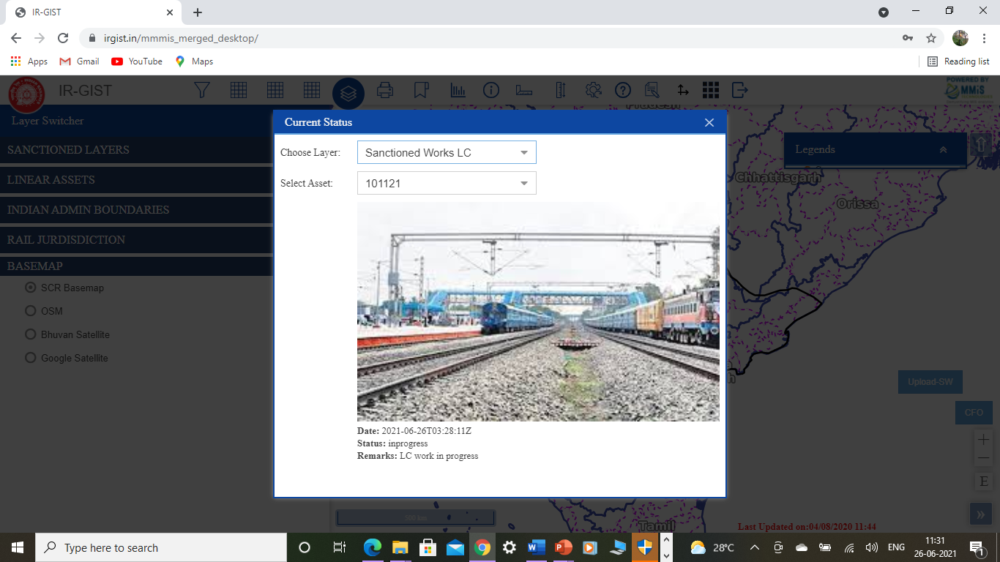 IR-GIST
irgist.in/mmmis_merged_desktop/
Apps Gmail YouTube Maps Reading list
IR-GIST
POWERED BY
MMiS
Layer Switcher
SANCTIONED LAYERS
LINEAR ASSETS
INDIAN ADMIN BOUNDARIES
RAIL JURDISDICTION
BASEMAP
SCR Basemap
OSM
Bhuvan Satellite
Google Satellite
Current Status
Choose Layer: Sanctioned Works LC
Select Asset: 101121
Date: 2021-06-26T03:28:11Z
Status: inprogress
Remarks: LC work in progress
Pradesh
Legends
Chhattisgarh
Orissa
Upload-SW
CFO
+
−
E
»
500 km
Tamil
Last Updated on:04/08/2020 11:44
Type here to search
28°C
ENG
11:31
26-06-2021
1